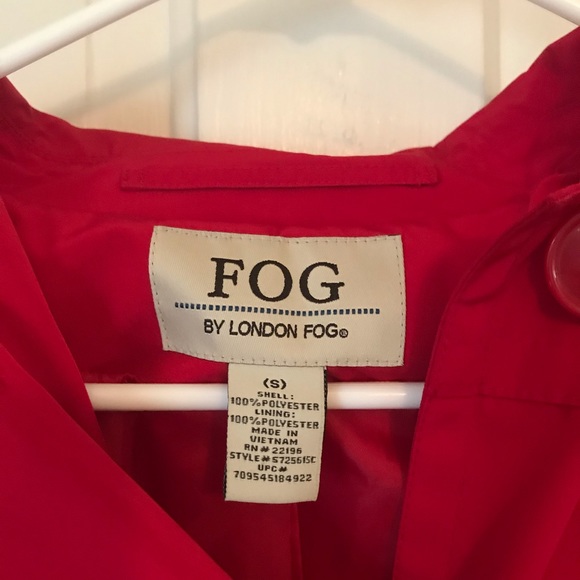 FOG
BY LONDON FOG®
(S)
SHELL:
100%POLYESTER
LINING:
100%POLYESTER
MADE IN
VIETNAM
RN# 22196
STYLE# S725615C
UPC#
709545184922